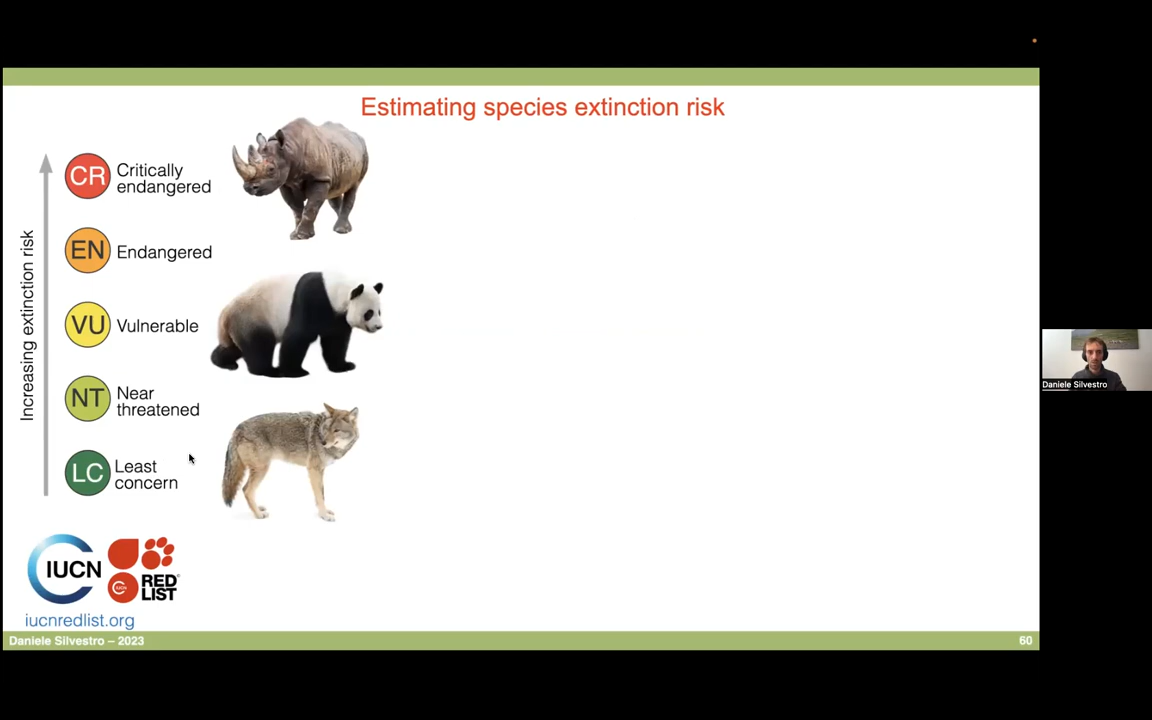 Estimating species extinction risk
Increasing extinction risk
CR
Critically
endangered
EN
Endangered
VU
Vulnerable
NT
Near
threatened
LC
Least
concern
IUCN
IUCN
RED
LIST
iucnredlist.org
Daniele Silvestro – 2023
60
Daniele Silvestro